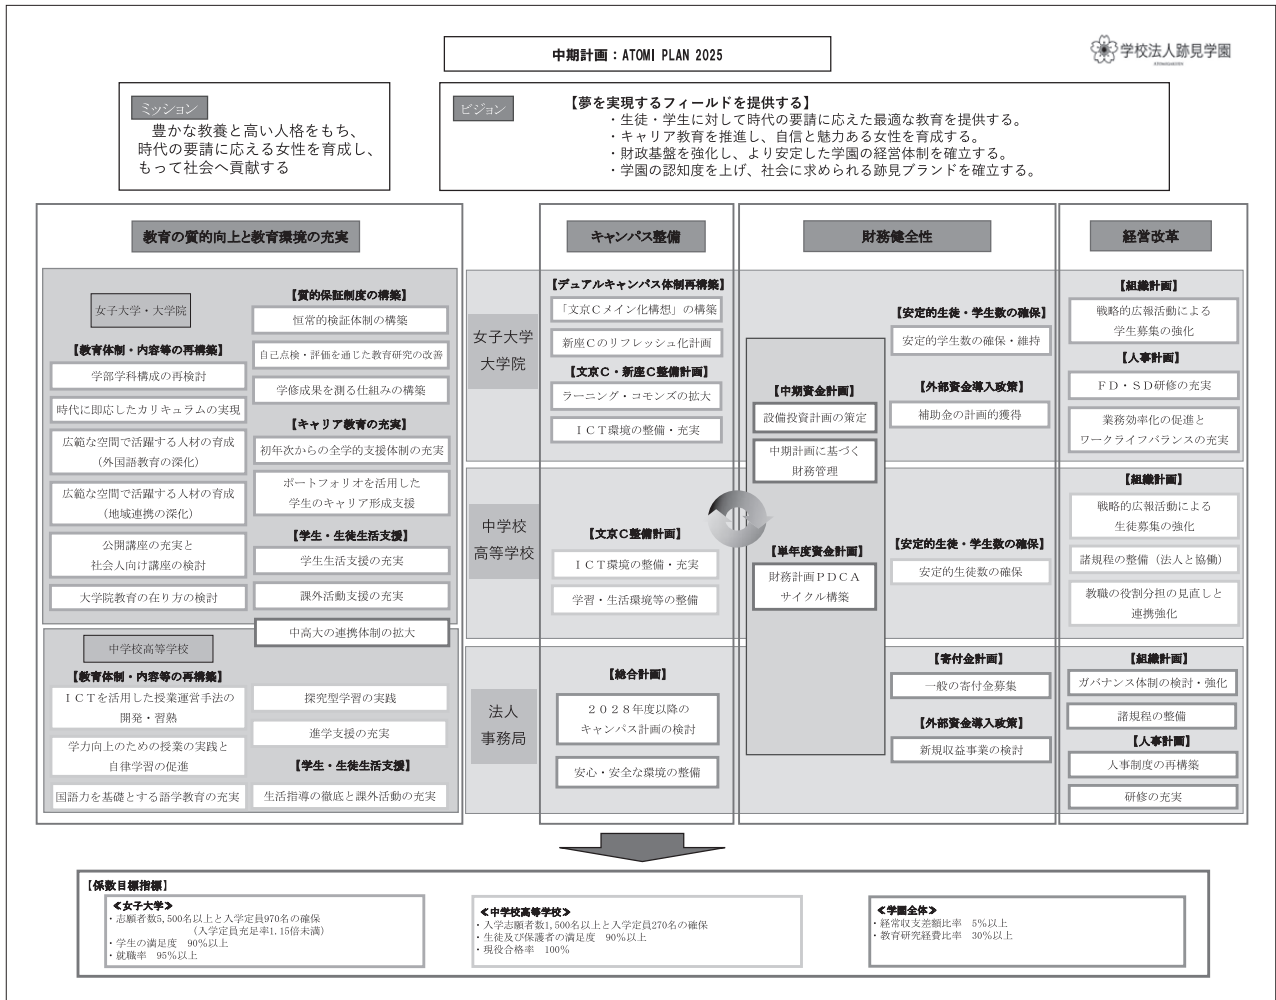 中期計画：ATOMI PLAN 2025
学校法人跡見学園
ミッション
豊かな教養と高い人格をもち、
時代の要請に応える女性を育成し、
もって社会へ貢献する
ビジョン
【夢を実現するフィールドを提供する】
・生徒・学生に対して時代の要請に応えた最適な教育を提供する。
・キャリア教育を推進し、自信と魅力ある女性を育成する。
・財政基盤を強化し、より安定した学園の経営体制を確立する。
・学園の認知度を上げ、社会に求められる跡見ブランドを確立する。
教育の質的向上と教育環境の充実
女子大学・大学院
【教育体制・内容等の再構築】
学部学科構成の再検討
時代に即応したカリキュラムの実現
広範な空間で活躍する人材の育成
（外国語教育の深化）
広範な空間で活躍する人材の育成
（地域連携の深化）
公開講座の充実と
社会人向け講座の検討
大学院教育の在り方の検討
【質的保証制度の構築】
恒常的検証体制の構築
自己点検・評価を通じた教育研究の改善
学修成果を測る仕組みの構築
【キャリア教育の充実】
初年次からの全学的支援体制の充実
ポートフォリオを活用した
学生のキャリア形成支援
【学生・生徒生活支援】
学生生活支援の充実
課外活動支援の充実
中高大の連携体制の拡大
中学校高等学校
【教育体制・内容等の再構築】
ＩＣＴを活用した授業運営手法の
開発・習熟
学力向上のための授業の実践と
自律学習の促進
国語力を基礎とする語学教育の充実
探究型学習の実践
進学支援の充実
【学生・生徒生活支援】
生活指導の徹底と課外活動の充実
女子大学
大学院
中学校
高等学校
法人
事務局
キャンパス整備
【デュアルキャンパス体制再構築】
「文京Ｃメイン化構想」の構築
新座Ｃのリフレッシュ化計画
【文京Ｃ・新座Ｃ整備計画】
ラーニング・コモンズの拡大
ＩＣＴ環境の整備・充実
【文京Ｃ整備計画】
ＩＣＴ環境の整備・充実
学習・生活環境等の整備
【総合計画】
２０２８年度以降の
キャンパス計画の検討
安心・安全な環境の整備
財務健全性
【中期資金計画】
設備投資計画の策定
中期計画に基づく
財務管理
【単年度資金計画】
財務計画ＰＤＣＡ
サイクル構築
【安定的生徒・学生数の確保】
安定的学生数の確保・維持
【外部資金導入政策】
補助金の計画的獲得
【安定的生徒・学生数の確保】
安定的生徒数の確保
【寄付金計画】
一般の寄付金募集
【外部資金導入政策】
新規収益事業の検討
経営改革
【組織計画】
戦略的広報活動による
学生募集の強化
【人事計画】
ＦＤ・ＳＤ研修の充実
業務効率化の促進と
ワークライフバランスの充実
【組織計画】
戦略的広報活動による
生徒募集の強化
諸規程の整備（法人と協働）
教職の役割分担の見直しと
連携強化
【組織計画】
ガバナンス体制の検討・強化
諸規程の整備
【人事計画】
人事制度の再構築
研修の充実
【係数目標指標】
≪女子大学≫
・志願者数5,500名以上と入学定員970名の確保
（入学定員充足率1.15倍未満）
・学生の満足度　90%以上
・就職率　95%以上
≪中学校高等学校≫
・入学志願者数1,500名以上と入学定員270名の確保
・生徒及び保護者の満足度　90%以上
・現役合格率　100%
≪学園全体≫
・経常収支差額比率　5%以上
・教育研究経費比率　30%以上